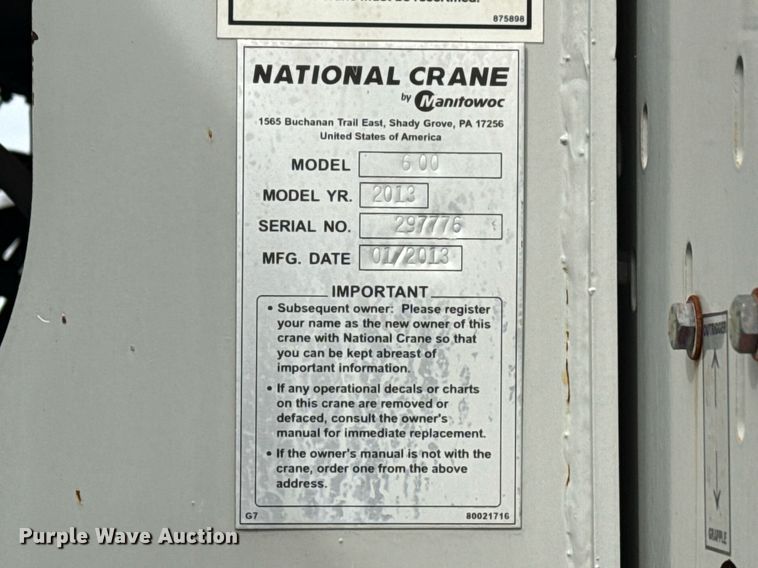 875898
NATIONAL CRANE
by Manitowoc
1565 Buchanan Trail East, Shady Grove, PA 17256
United States of America
MODEL 600
MODEL YR. 2013
SERIAL NO. 297776
MFG. DATE 01/2013
IMPORTANT
• Subsequent owner: Please register
your name as the new owner of this
crane with National Crane so that
you can be kept abreast of
important information.
• If any operational decals or charts
on this crane are removed or
defaced, consult the owner's
manual for immediate replacement.
• If the owner's manual is not with the
crane, order one from the above
address.
G7 80021716
OUTRIGGER
GRAPPLE
Purple Wave Auction